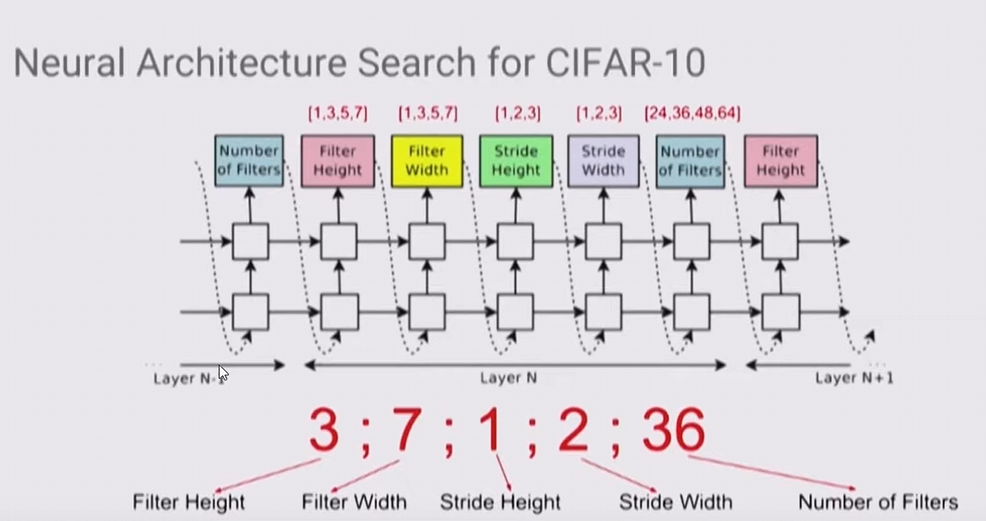 Neural Architecture Search for CIFAR-10
[1,3,5,7] [1,3,5,7] [1,2,3] [1,2,3] [24,36,48,64]
Number of Filters
Filter Height
Filter Width
Stride Height
Stride Width
Number of Filters
Filter Height
Layer N-1
Layer N
Layer N+1
3 ; 7 ; 1 ; 2 ; 36
Filter Height Filter Width Stride Height Stride Width Number of Filters